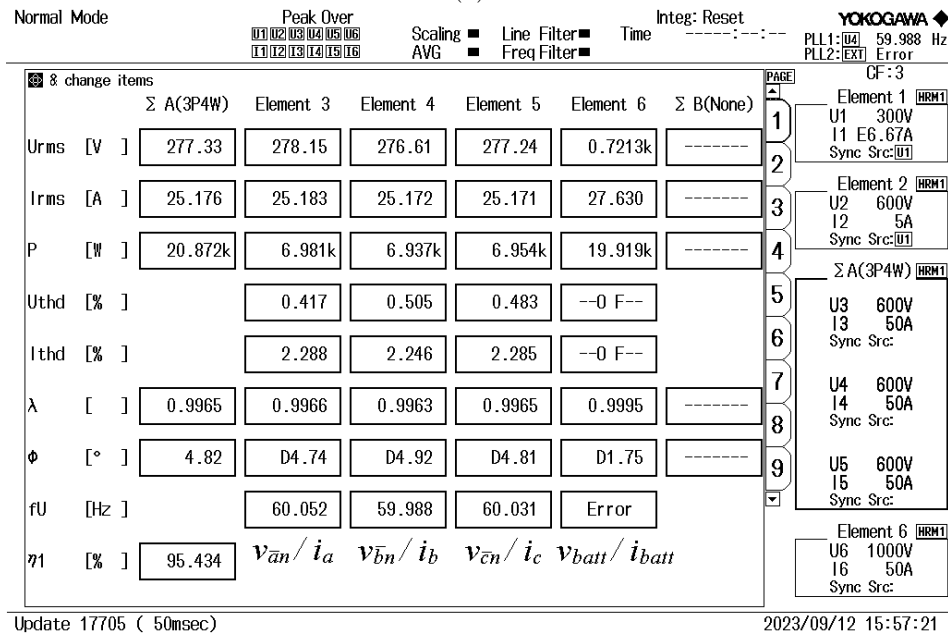 Normal Mode Peak Over Integ: Reset YOKOGAWA ◆
U1 U2 U3 U4 U5 U6 Scaling ■ Line Filter■ Time -----:--:-- PLL1:U4 59.988 Hz
I1 I2 I3 I4 I5 I6 AVG ■ Freq Filter■ PLL2:EXT Error
& change items PAGE CF:3
Σ A(3P4W) Element 3 Element 4 Element 5 Element 6 Σ B(None)
Urms [V ] 277.33 278.15 276.61 277.24 0.7213k -------
Irms [A ] 25.176 25.183 25.172 25.171 27.630 -------
P [W ] 20.872k 6.981k 6.937k 6.954k 19.919k -------
Uthd [% ] 0.417 0.505 0.483 --O F--
Ithd [% ] 2.288 2.246 2.285 --O F--
λ [ ] 0.9965 0.9966 0.9963 0.9965 0.9995 -------
Φ [° ] 4.82 D4.74 D4.92 D4.81 D1.75 -------
fU [Hz ] 60.052 59.988 60.031 Error
η1 [% ] 95.434 v_{a̅n} / i_a v_{b̅n} / i_b v_{c̅n} / i_c v_{batt} / i_{batt}
1
2
3
4
5
6
7
8
9
Element 1 HRM1
U1 300V
I1 E6.67A
Sync Src:U1
Element 2 HRM1
U2 600V
I2 5A
Sync Src:U1
Σ A(3P4W) HRM1
U3 600V
I3 50A
Sync Src:
U4 600V
I4 50A
Sync Src:
U5 600V
I5 50A
Sync Src:
Element 6 HRM1
U6 1000V
I6 50A
Sync Src:
Update 17705 ( 50msec) 2023/09/12 15:57:21